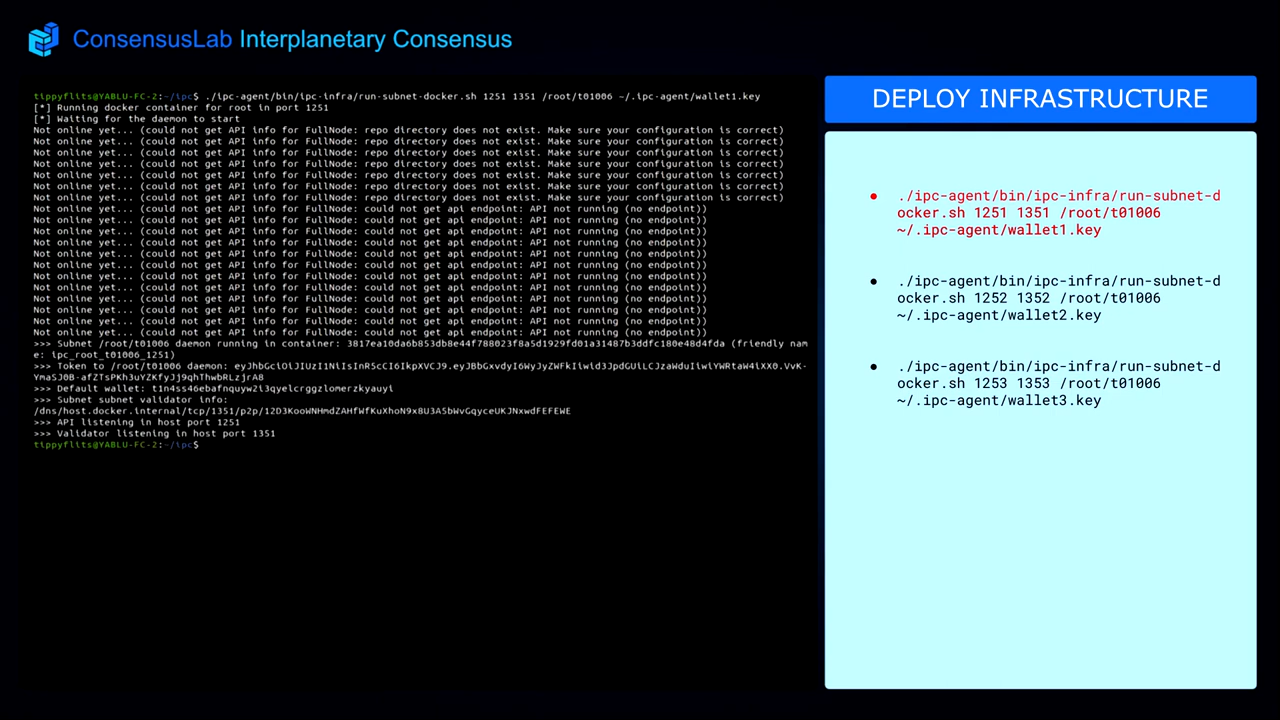 ConsensusLab Interplanetary Consensus
tippyflits@YABLU-FC-2:~/ipc$ ./ipc-agent/bin/ipc-infra/run-subnet-docker.sh 1251 1351 /root/t01006 ~/.ipc-agent/wallet1.key
[*] Running docker container for root in port 1251
[*] Waiting for the daemon to start
Not online yet... (could not get API info for FullNode: repo directory does not exist. Make sure your configuration is correct)
Not online yet... (could not get API info for FullNode: repo directory does not exist. Make sure your configuration is correct)
Not online yet... (could not get API info for FullNode: repo directory does not exist. Make sure your configuration is correct)
Not online yet... (could not get API info for FullNode: repo directory does not exist. Make sure your configuration is correct)
Not online yet... (could not get API info for FullNode: repo directory does not exist. Make sure your configuration is correct)
Not online yet... (could not get API info for FullNode: repo directory does not exist. Make sure your configuration is correct)
Not online yet... (could not get API info for FullNode: repo directory does not exist. Make sure your configuration is correct)
Not online yet... (could not get API info for FullNode: could not get api endpoint: API not running (no endpoint))
Not online yet... (could not get API info for FullNode: could not get api endpoint: API not running (no endpoint))
Not online yet... (could not get API info for FullNode: could not get api endpoint: API not running (no endpoint))
Not online yet... (could not get API info for FullNode: could not get api endpoint: API not running (no endpoint))
Not online yet... (could not get API info for FullNode: could not get api endpoint: API not running (no endpoint))
Not online yet... (could not get API info for FullNode: could not get api endpoint: API not running (no endpoint))
Not online yet... (could not get API info for FullNode: could not get api endpoint: API not running (no endpoint))
Not online yet... (could not get API info for FullNode: could not get api endpoint: API not running (no endpoint))
Not online yet... (could not get API info for FullNode: could not get api endpoint: API not running (no endpoint))
Not online yet... (could not get API info for FullNode: could not get api endpoint: API not running (no endpoint))
Not online yet... (could not get API info for FullNode: could not get api endpoint: API not running (no endpoint))
Not online yet... (could not get API info for FullNode: could not get api endpoint: API not running (no endpoint))
>>> Subnet /root/t01006 daemon running in container: 3817ea10da6b853db8e44f788023f8a5d1929fd01a31487b3ddfc180e48d4fda (friendly nam
e: ipc_root_t01006_1251)
>>> Token to /root/t01006 daemon: eyJhbGciOiJIUzI1NiIsInR5cCI6IkpXVCJ9.eyJBbGxvdyI6WyJyZWFkIiwid3JpdGUiLCJzaWduIiwiYWRtaW4iXX0.VvK-
YmaSJ0B-afZTsPKh3uYZKfyJj9qhThwbRLzjrA8
>>> Default wallet: t1n4ss46ebafnquyw2i3qyelcrggzlomerzkyauyi
>>> Subnet subnet validator info:
/dns/host.docker.internal/tcp/1351/p2p/12D3KooWNHmdZAHfWfKuXhoN9x8U3A5bWvGqyceUKJNxwdFEFEWE
>>> API listening in host port 1251
>>> Validator listening in host port 1351
tippyflits@YABLU-FC-2:~/ipc$
DEPLOY INFRASTRUCTURE
● ./ipc-agent/bin/ipc-infra/run-subnet-d
ocker.sh 1251 1351 /root/t01006
~/.ipc-agent/wallet1.key
● ./ipc-agent/bin/ipc-infra/run-subnet-d
ocker.sh 1252 1352 /root/t01006
~/.ipc-agent/wallet2.key
● ./ipc-agent/bin/ipc-infra/run-subnet-d
ocker.sh 1253 1353 /root/t01006
~/.ipc-agent/wallet3.key